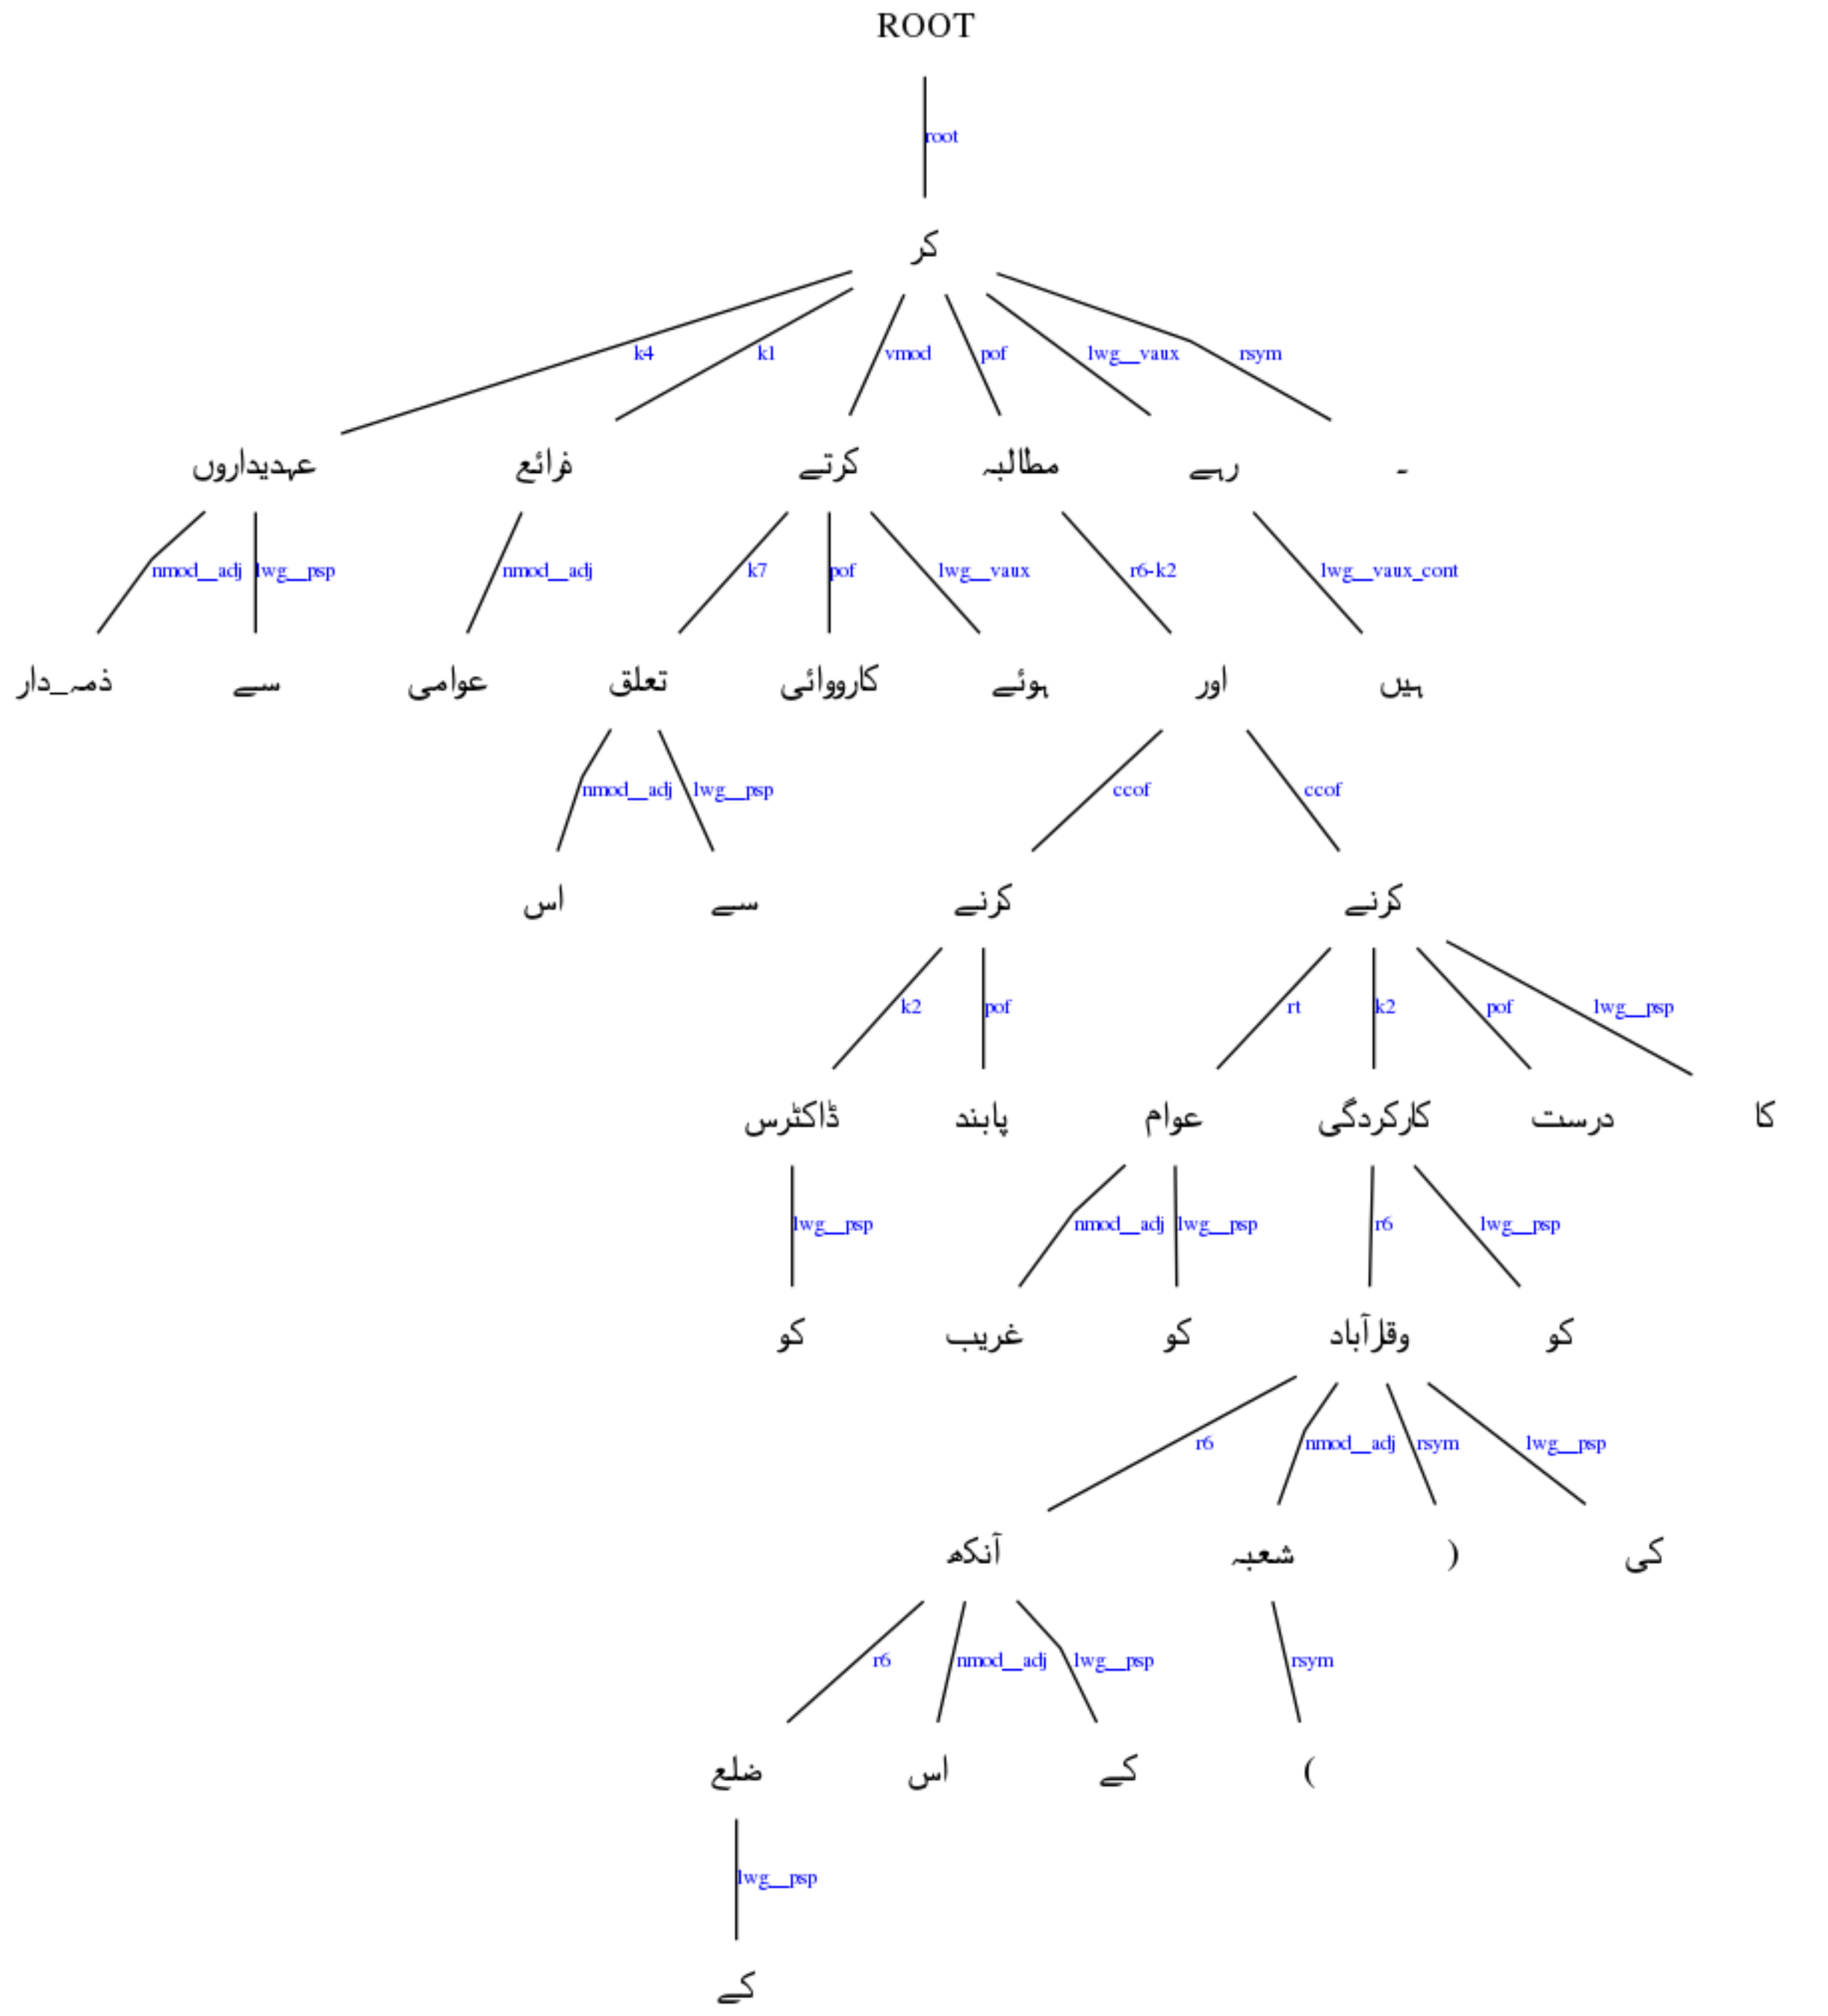 ROOT
root
کر
k4 k1 vmod pof lwg__vaux rsym
عہدیداروں ذرائع کرتے مطالبہ رہے ۔
nmod__adj lwg__psp nmod__adj k7 pof lwg__vaux r6-k2 lwg__vaux_cont
ذمہ_دار سے عوامی تعلق کارووائی ہوئے اور ہیں
nmod__adj lwg__psp ccof ccof
اس سے کرنے کرنے
k2 pof rt k2 pof lwg__psp
ڈاکٹرس پابند عوام کارکردگی درست کا
lwg__psp nmod__adj lwg__psp r6 lwg__psp
کو غریب کو وقارآباد کو
r6 nmod__adj rsym lwg__psp
آنکھ شعبہ ) کی
r6 nmod__adj lwg__psp rsym
ضلع اس کے (
lwg__psp
کے